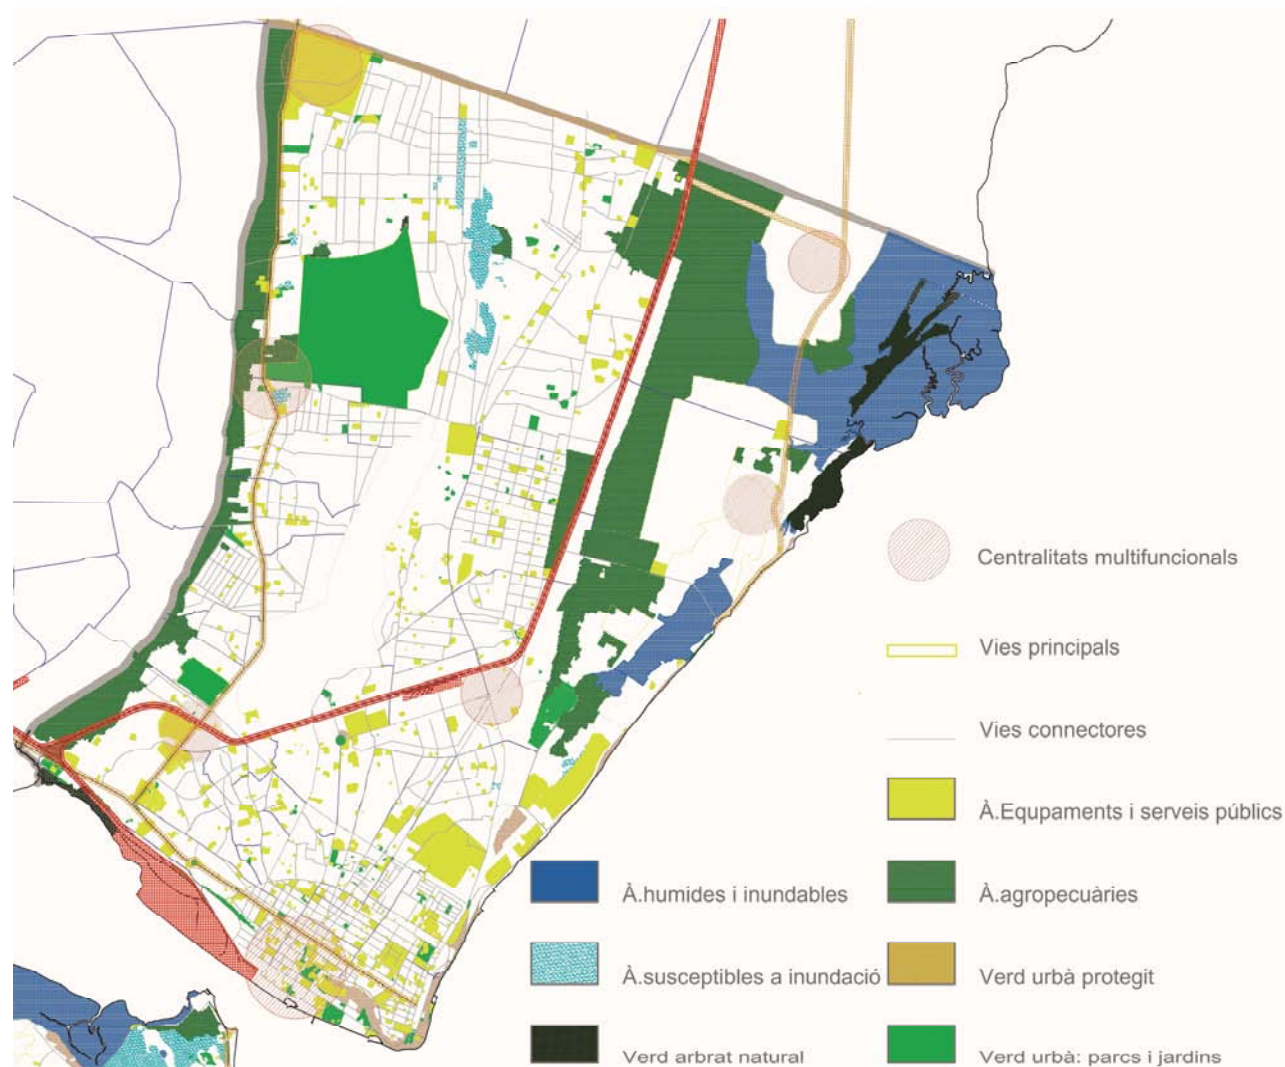 Centralitats multifuncionals
Vies principals
Vies connectores
À.Equpaments i serveis públics
À.humides i inundables
À.agropecuàries
À.susceptibles a inundació
Verd urbà protegit
Verd arbrat natural
Verd urbà: parcs i jardins